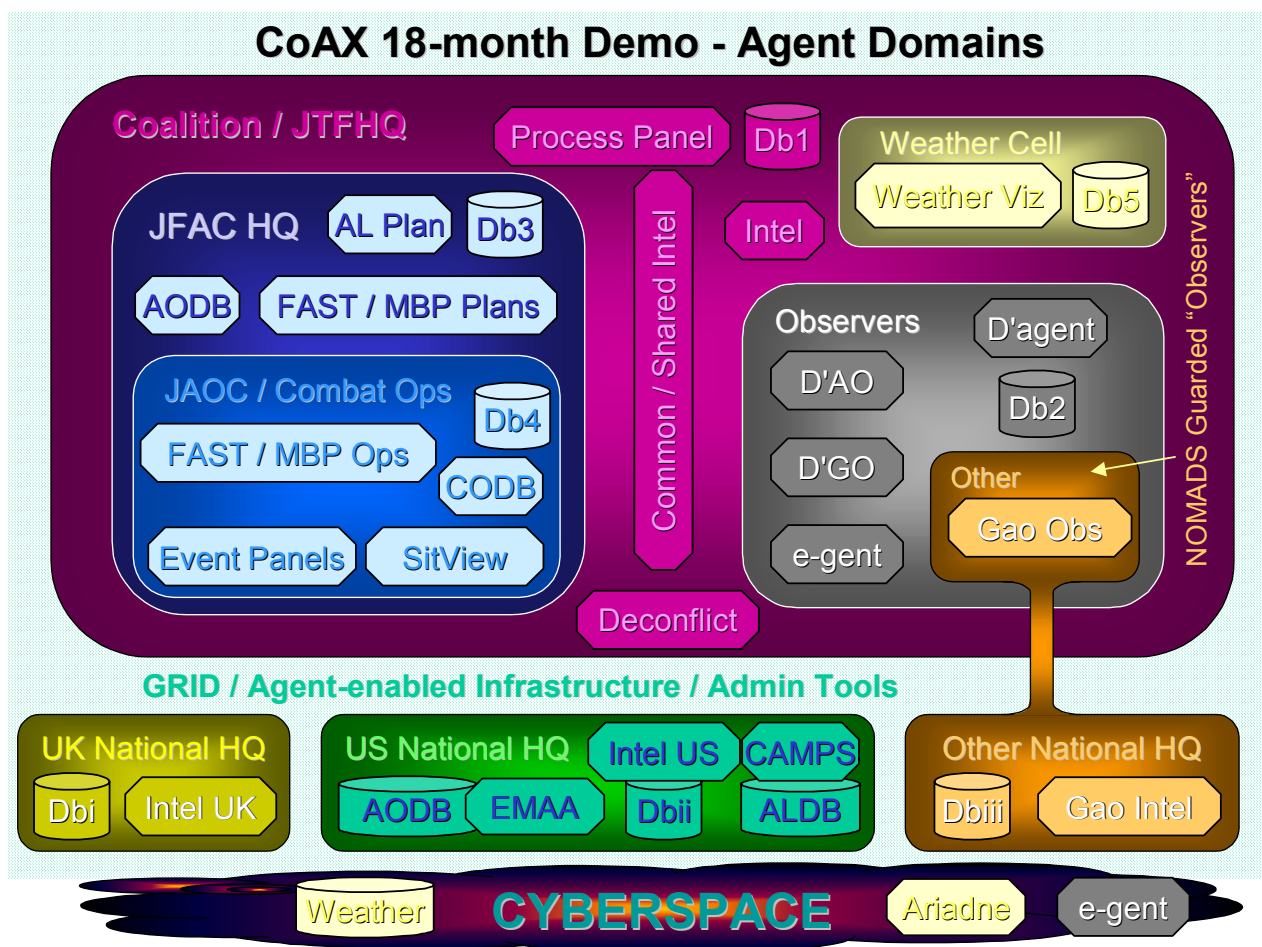 CoAX 18-month Demo - Agent Domains
Coalition / JTFHQ
Process Panel
Db1
Weather Cell
Weather Viz
Db5
JFAC HQ
AL Plan
Db3
Intel
AODB
FAST / MBP Plans
Common / Shared Intel
Observers
D'agent
D'AO
Db2
NOMADS Guarded “Observers”
JAOC / Combat Ops
Db4
FAST / MBP Ops
CODB
D'GO
Other
Gao Obs
Event Panels
SitView
e-gent
Deconflict
GRID / Agent-enabled Infrastructure / Admin Tools
UK National HQ
Dbi
Intel UK
US National HQ
Intel US
CAMPS
AODB
EMAA
Dbii
ALDB
Other National HQ
Dbiii
Gao Intel
Weather
CYBERSPACE
Ariadne
e-gent